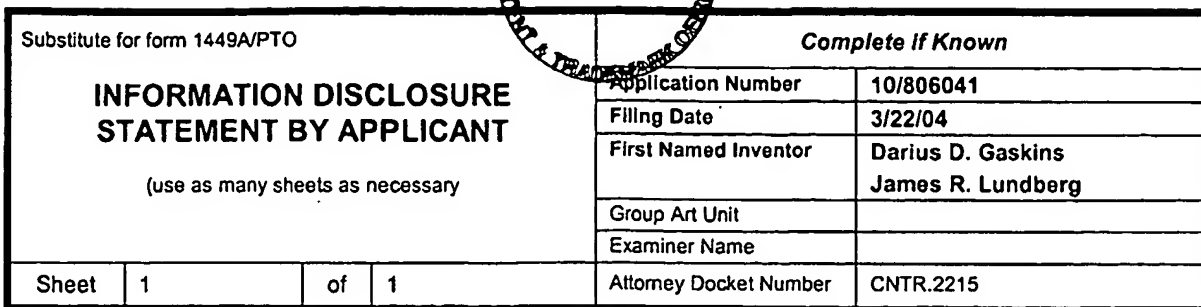 Substitute for form 1449A/PTO
INFORMATION DISCLOSURE
STATEMENT BY APPLICANT
(use as many sheets as necessary
Sheet 1 of 1
Complete if Known
Application Number 10/806041
Filing Date 3/22/04
First Named Inventor Darius D. Gaskins
James R. Lundberg
Group Art Unit
Examiner Name
Attorney Docket Number CNTR.2215
& TRADEMARK